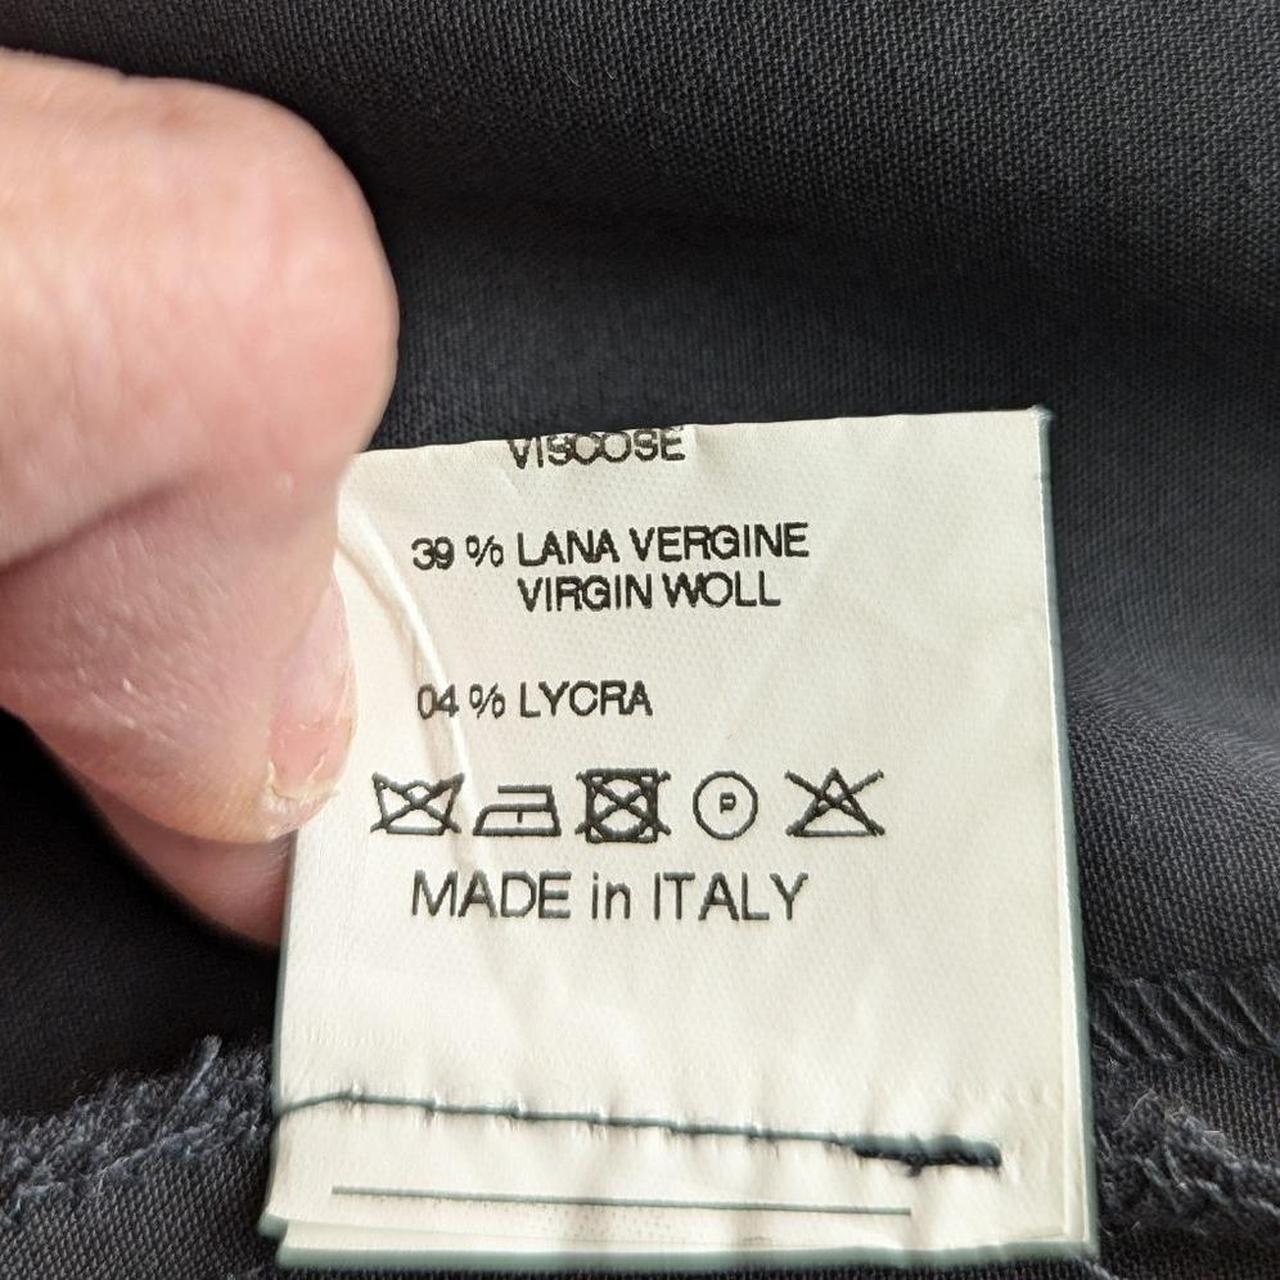 VISCOSE
39 % LANA VERGINE
VIRGIN WOLL
04 % LYCRA
P
MADE in ITALY